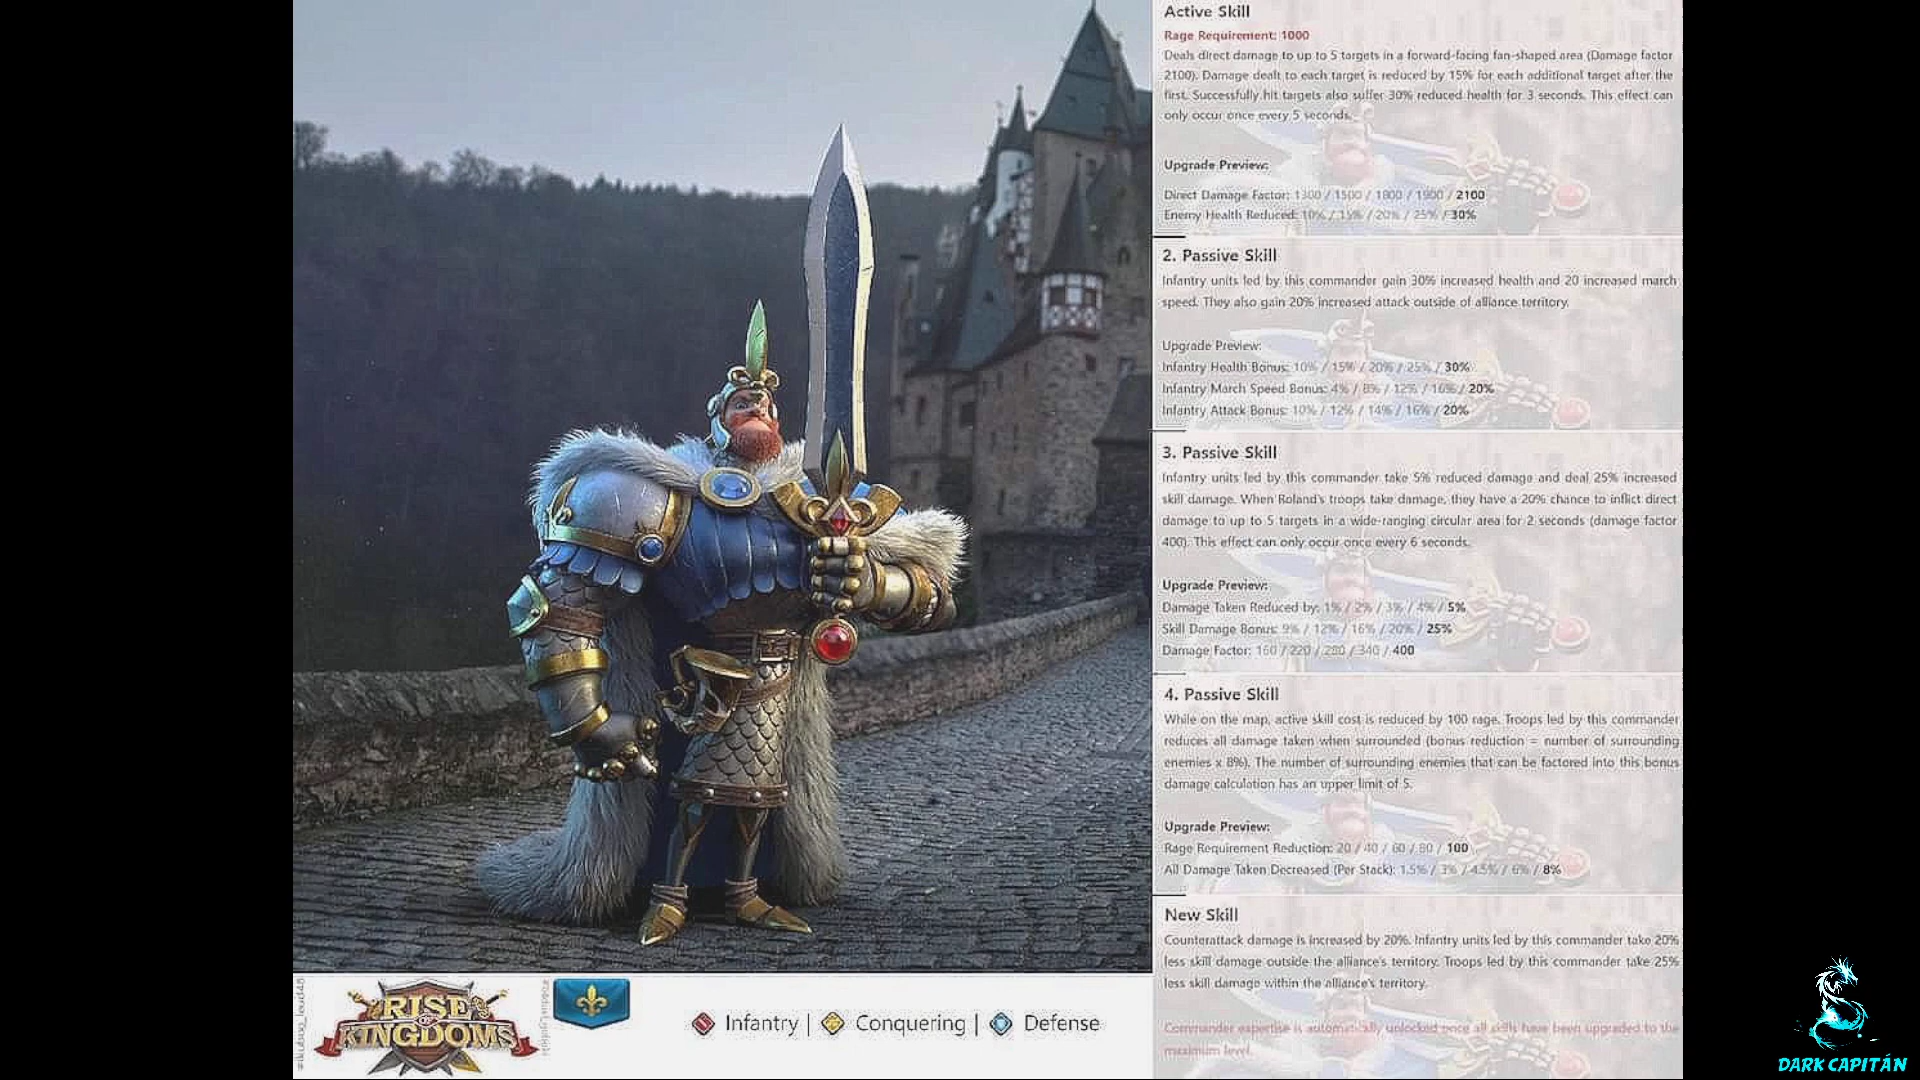 Active Skill
Rage Requirement: 1000
Deals direct damage to up to 5 targets in a forward-facing fan-shaped area (Damage factor
2100). Damage dealt to each target is reduced by 15% for each additional target after the
first. Successfully hit targets also suffer 30% reduced health for 3 seconds. This effect can
only occur once every 5 seconds.
Upgrade Preview:
Direct Damage Factor: 1300 / 1500 / 1800 / 1900 / 2100
Enemy Health Reduced: 10% / 15% / 20% / 25% / 30%
2. Passive Skill
Infantry units led by this commander gain 30% increased health and 20 increased march
speed. They also gain 20% increased attack outside of alliance territory.
Upgrade Preview:
Infantry Health Bonus: 10% / 15% / 20% / 25% / 30%
Infantry March Speed Bonus: 4% / 8% / 12% / 16% / 20%
Infantry Attack Bonus: 10% / 12% / 14% / 16% / 20%
3. Passive Skill
Infantry units led by this commander take 5% reduced damage and deal 25% increased
skill damage. When Roland's troops take damage, they have a 20% chance to inflict direct
damage to up to 5 targets in a wide-ranging circular area for 2 seconds (damage factor
400). This effect can only occur once every 6 seconds.
Upgrade Preview:
Damage Taken Reduced by: 1% / 2% / 3% / 4% / 5%
Skill Damage Bonus: 9% / 12% / 16% / 20% / 25%
Damage Factor: 160 / 220 / 280 / 340 / 400
4. Passive Skill
While on the map, active skill cost is reduced by 100 rage. Troops led by this commander
reduces all damage taken when surrounded (bonus reduction = number of surrounding
enemies x 8%). The number of surrounding enemies that can be factored into this bonus
damage calculation has an upper limit of 5.
Upgrade Preview:
Rage Requirement Reduction: 20 / 40 / 60 / 80 / 100
All Damage Taken Decreased (Per Stack): 1.5% / 3% / 4.5% / 6% / 8%
New Skill
Counterattack damage is increased by 20%. Infantry units led by this commander take 20%
less skill damage outside the alliance's territory. Troops led by this commander take 25%
less skill damage within the alliance's territory.
Commander expertise is automatically unlocked once all skills have been upgraded to the
maximum level.
RISE OF
KINGDOMS
Infantry | Conquering | Defense
DARK CAPITÁN